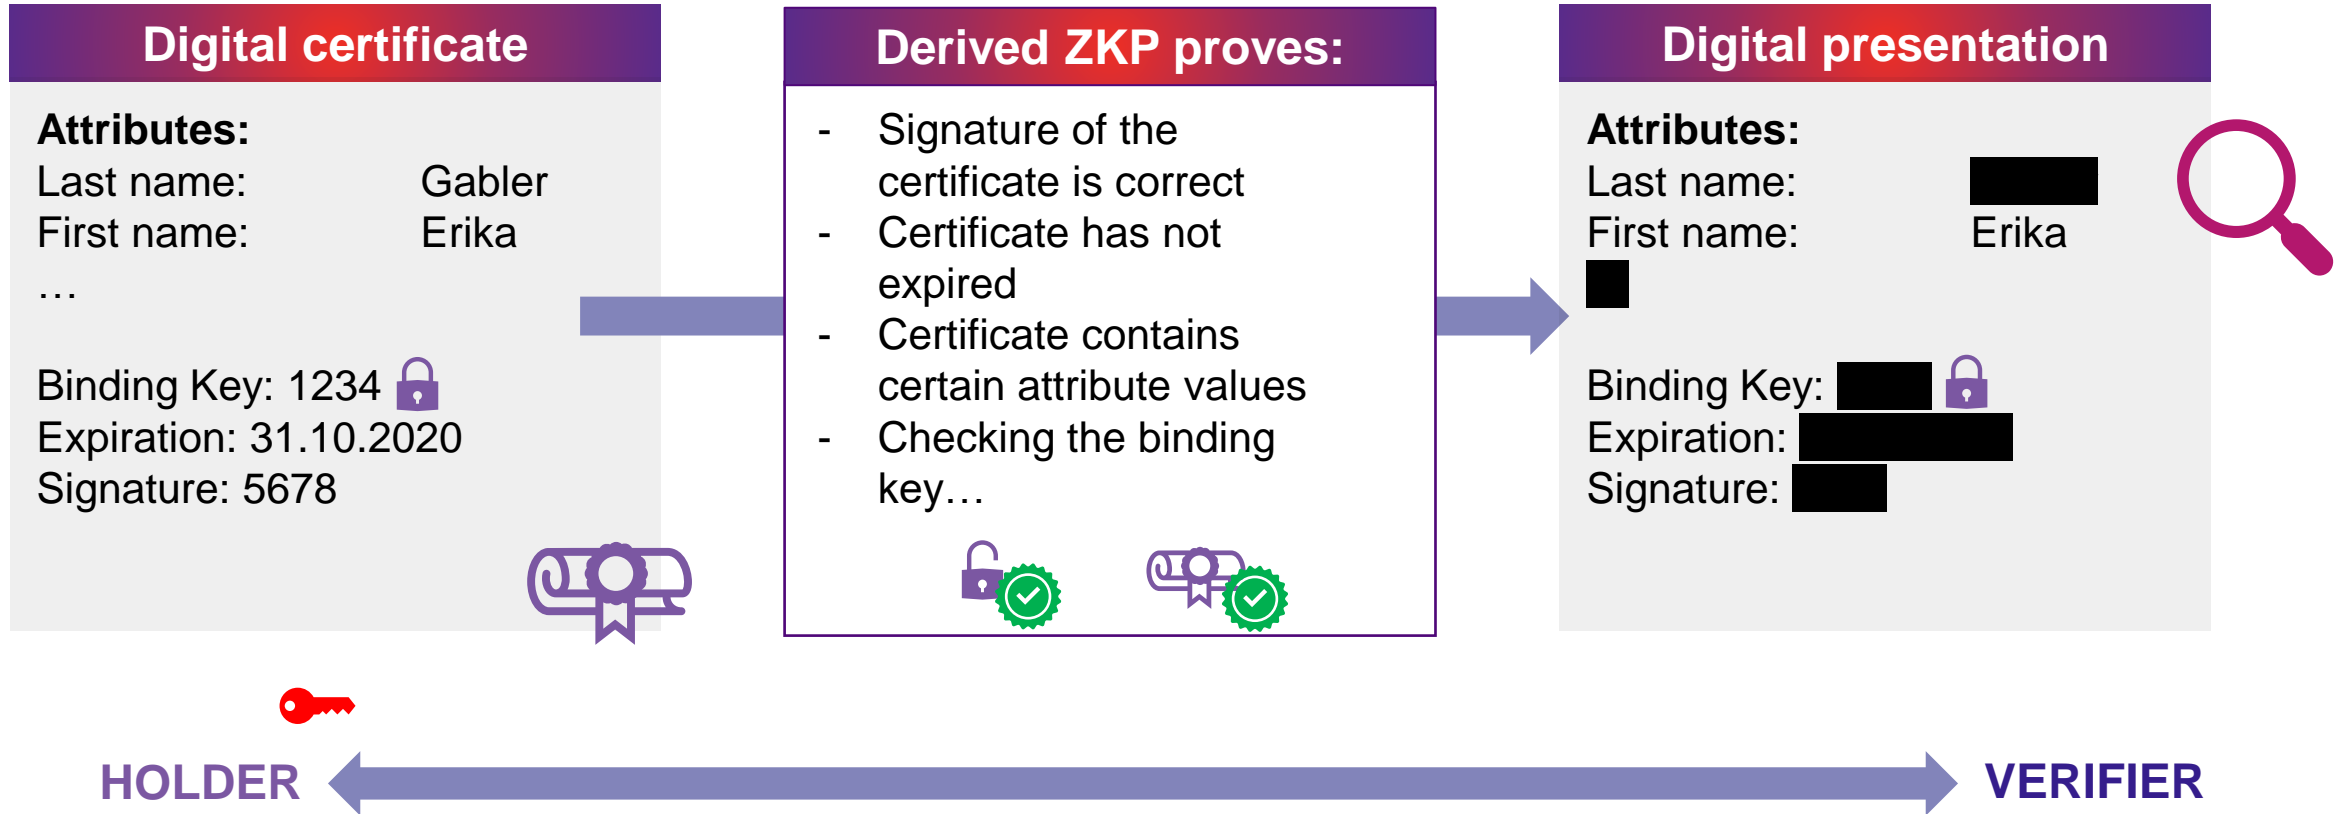 Digital certificate
Attributes:
Last name: Gabler
First name: Erika
…
Binding Key: 1234
Expiration: 31.10.2020
Signature: 5678
Derived ZKP proves:
- Signature of the
certificate is correct
- Certificate has not
expired
- Certificate contains
certain attribute values
- Checking the binding
key…
Digital presentation
Attributes:
Last name:
First name: Erika
Binding Key:
Expiration:
Signature:
HOLDER
VERIFIER